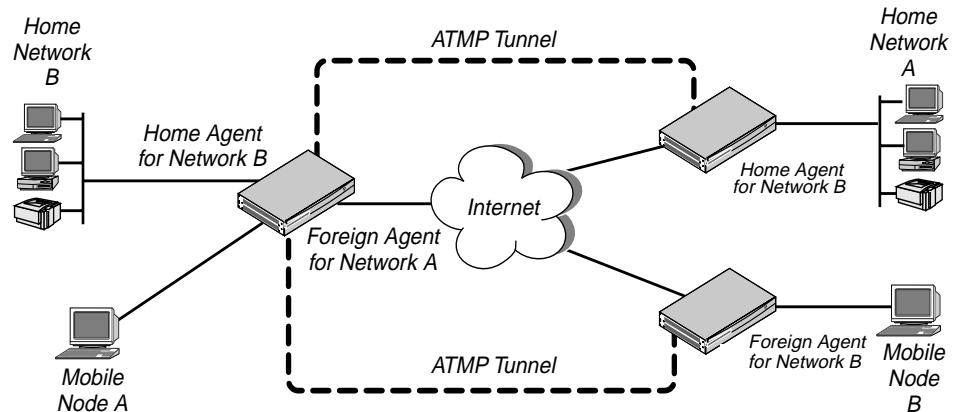 Home
Network
B
ATMP Tunnel
Home
Network
A
Home Agent
for Network B
Internet
Home Agent
for Network B
Foreign Agent
for Network A
Mobile
Node A
ATMP Tunnel
Foreign Agent
for Network B
Mobile
Node
B